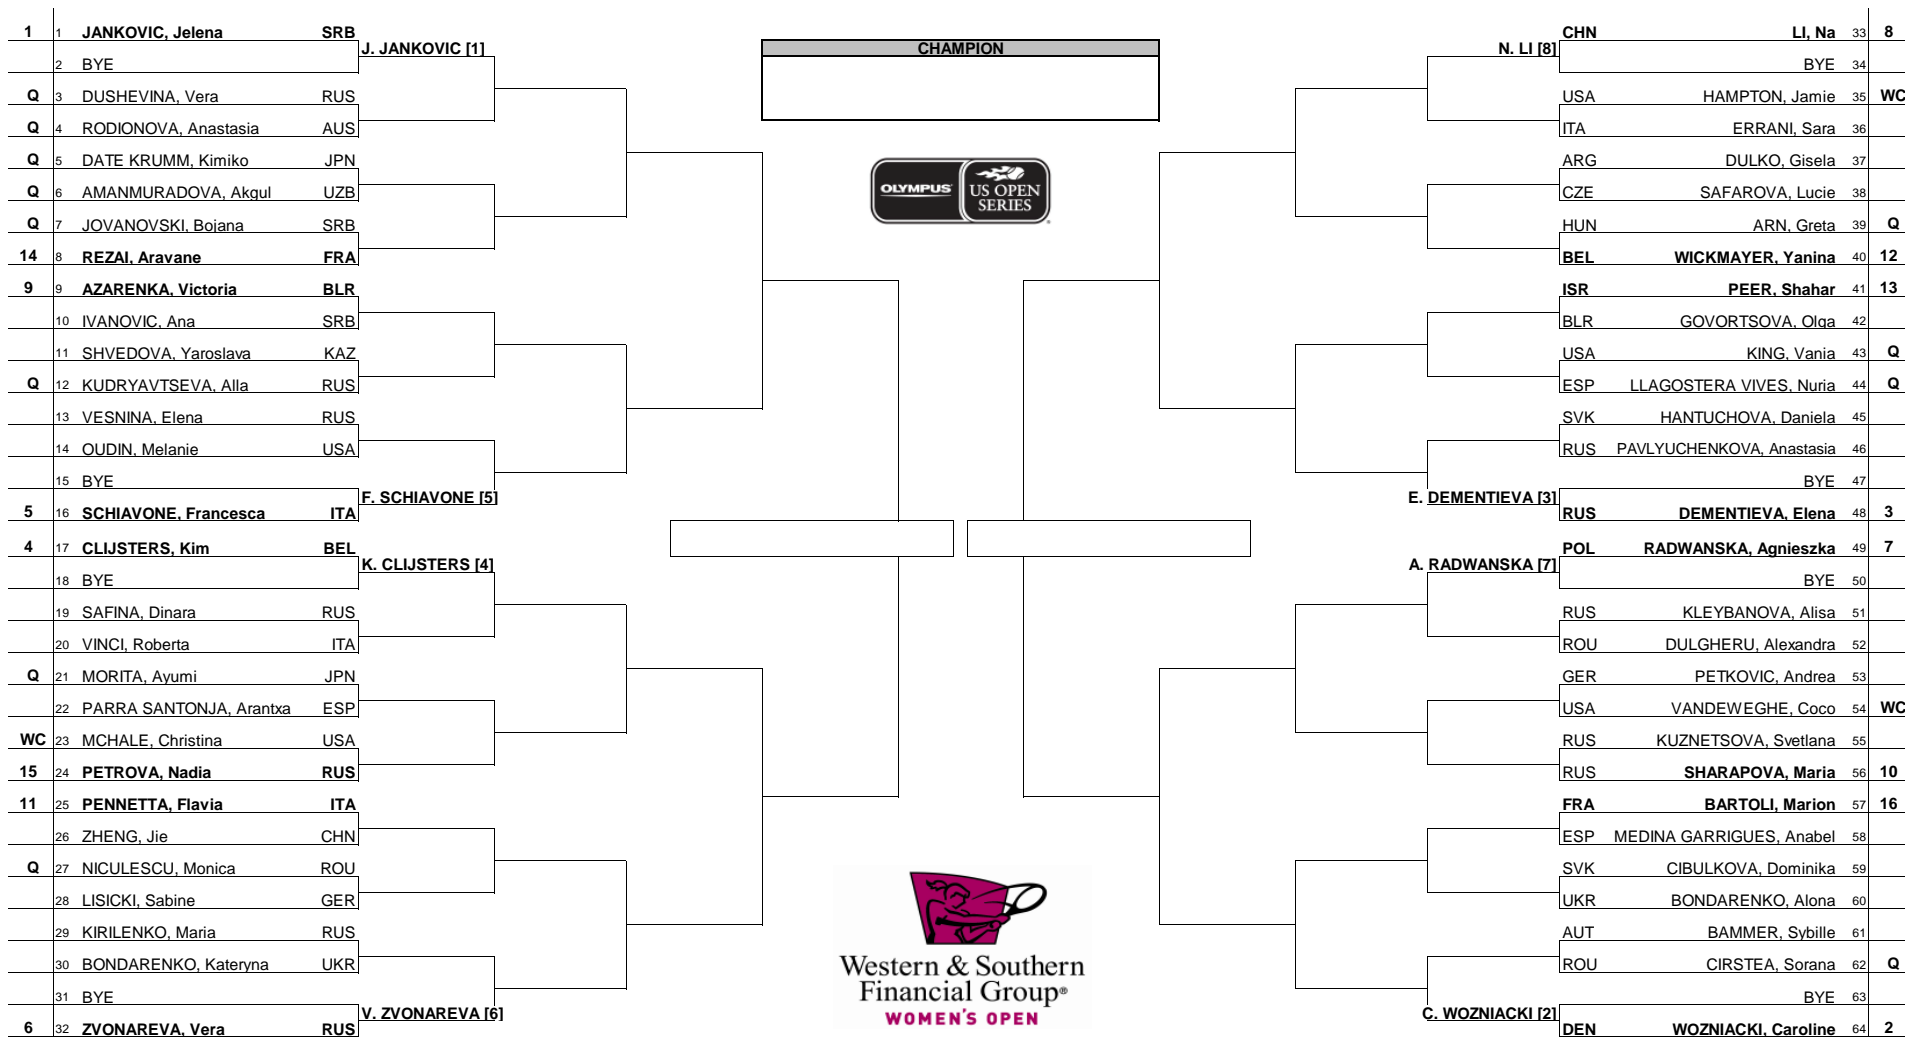 1 1 JANKOVIC, Jelena SRB
J. JANKOVIC [1]
2 BYE
Q 3 DUSHEVINA, Vera RUS
Q 4 RODIONOVA, Anastasia AUS
Q 5 DATE KRUMM, Kimiko JPN
Q 6 AMANMURADOVA, Akgul UZB
Q 7 JOVANOVSKI, Bojana SRB
14 8 REZAI, Aravane FRA
9 9 AZARENKA, Victoria BLR
10 IVANOVIC, Ana SRB
11 SHVEDOVA, Yaroslava KAZ
Q 12 KUDRYAVTSEVA, Alla RUS
13 VESNINA, Elena RUS
14 OUDIN, Melanie USA
15 BYE
F. SCHIAVONE [5]
5 16 SCHIAVONE, Francesca ITA
4 17 CLIJSTERS, Kim BEL
K. CLIJSTERS [4]
18 BYE
19 SAFINA, Dinara RUS
20 VINCI, Roberta ITA
Q 21 MORITA, Ayumi JPN
22 PARRA SANTONJA, Arantxa ESP
WC 23 MCHALE, Christina USA
15 24 PETROVA, Nadia RUS
11 25 PENNETTA, Flavia ITA
26 ZHENG, Jie CHN
Q 27 NICULESCU, Monica ROU
28 LISICKI, Sabine GER
29 KIRILENKO, Maria RUS
30 BONDARENKO, Kateryna UKR
31 BYE
V. ZVONAREVA [6]
6 32 ZVONAREVA, Vera RUS
CHAMPION
OLYMPUS US OPEN
SERIES
Western & Southern
Financial Group®
WOMEN'S OPEN
CHN LI, Na 33 8
N. LI [8]
BYE 34
USA HAMPTON, Jamie 35 WC
ITA ERRANI, Sara 36
ARG DULKO, Gisela 37
CZE SAFAROVA, Lucie 38
HUN ARN, Greta 39 Q
BEL WICKMAYER, Yanina 40 12
ISR PEER, Shahar 41 13
BLR GOVORTSOVA, Olga 42
USA KING, Vania 43 Q
ESP LLAGOSTERA VIVES, Nuria 44 Q
SVK HANTUCHOVA, Daniela 45
RUS PAVLYUCHENKOVA, Anastasia 46
BYE 47
E. DEMENTIEVA [3]
RUS DEMENTIEVA, Elena 48 3
POL RADWANSKA, Agnieszka 49 7
A. RADWANSKA [7]
BYE 50
RUS KLEYBANOVA, Alisa 51
ROU DULGHERU, Alexandra 52
GER PETKOVIC, Andrea 53
USA VANDEWEGHE, Coco 54 WC
RUS KUZNETSOVA, Svetlana 55
RUS SHARAPOVA, Maria 56 10
FRA BARTOLI, Marion 57 16
ESP MEDINA GARRIGUES, Anabel 58
SVK CIBULKOVA, Dominika 59
UKR BONDARENKO, Alona 60
AUT BAMMER, Sybille 61
ROU CIRSTEA, Sorana 62 Q
BYE 63
C. WOZNIACKI [2]
DEN WOZNIACKI, Caroline 64 2